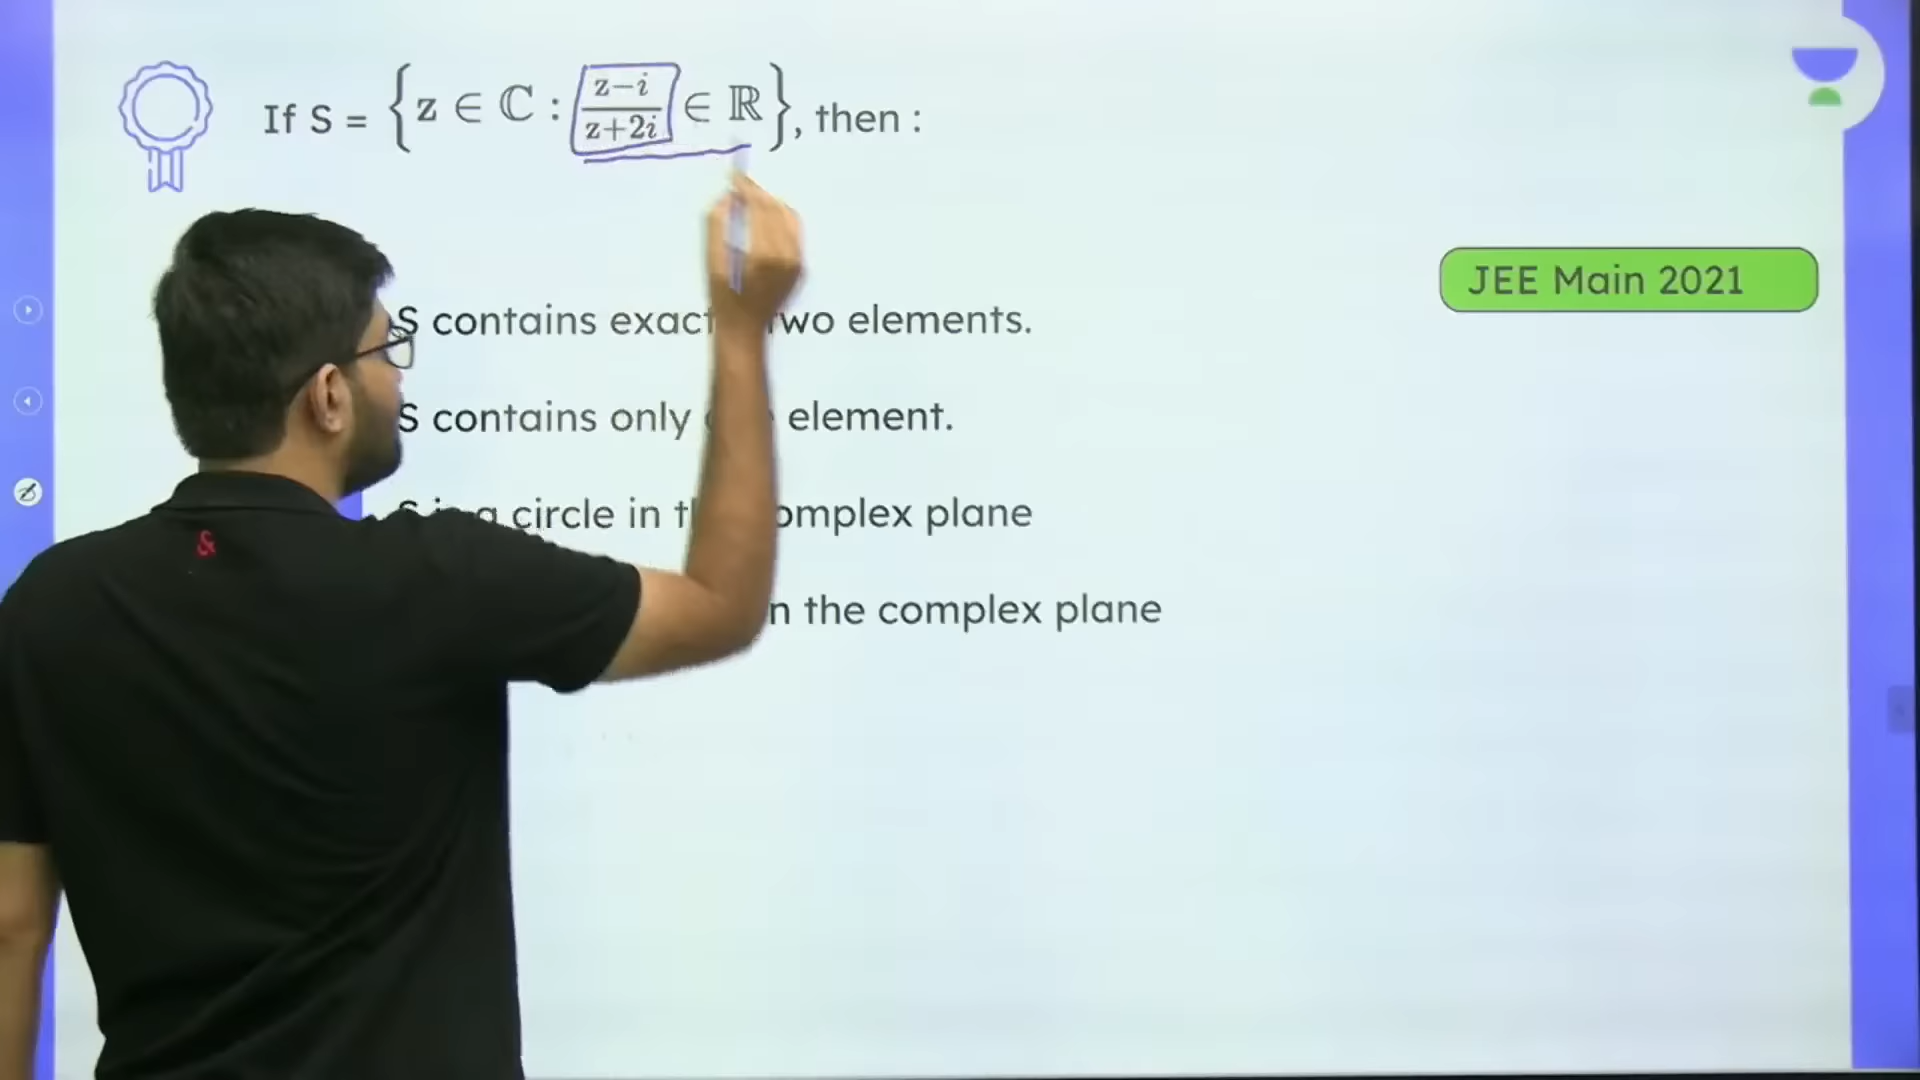 If S = {z ∈ ℂ : (z−i)/(z+2i) ∈ ℝ}, then :
JEE Main 2021
S contains exact wo elements.
S contains only element.
circle in t omplex plane
n the complex plane